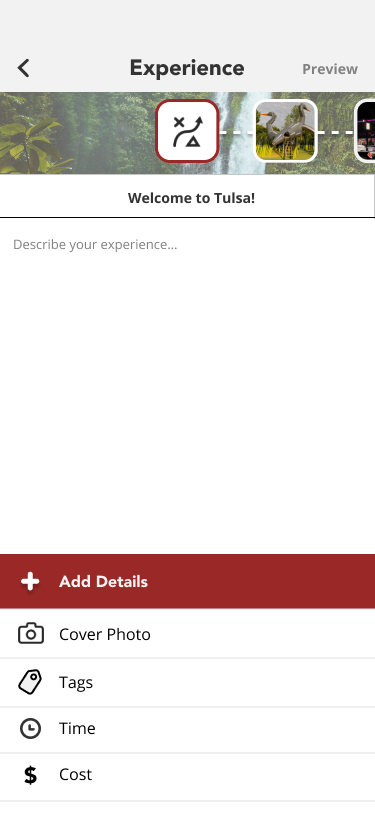 Experience
Preview
Welcome to Tulsa!
Describe your experience...
Add Details
Cover Photo
Tags
Time
$ Cost